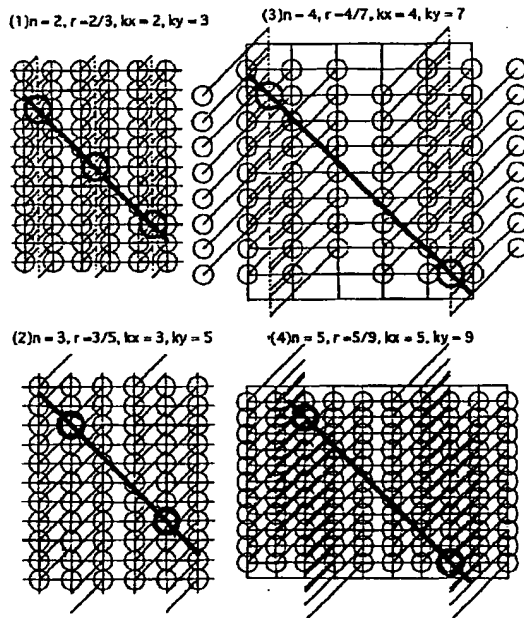 (1)n = 2, r=2/3, kx = 2, ky = 3
(3)n = 4, r=4/7, kx = 4, ky = 7
(2)n = 3, r=3/5, kx = 3, ky = 5
(4)n = 5, r=5/9, kx = 5, ky = 9